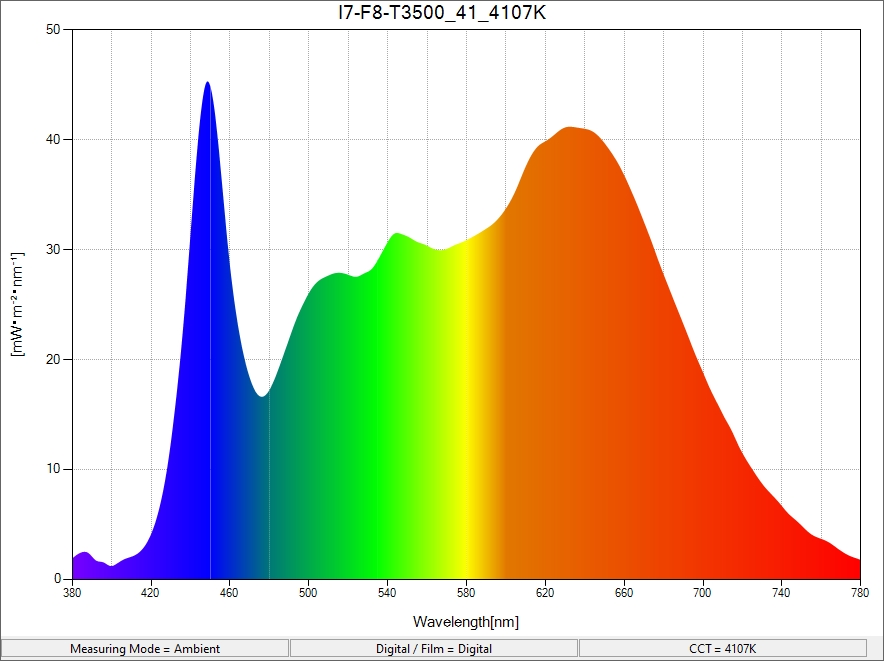 I7-F8-T3500_41_4107K
50
40
30
20
10
0
[mW•m⁻²•nm⁻¹]
380 420 460 500 540 580 620 660 700 740 780
Wavelength[nm]
Measuring Mode = Ambient Digital / Film = Digital CCT = 4107K